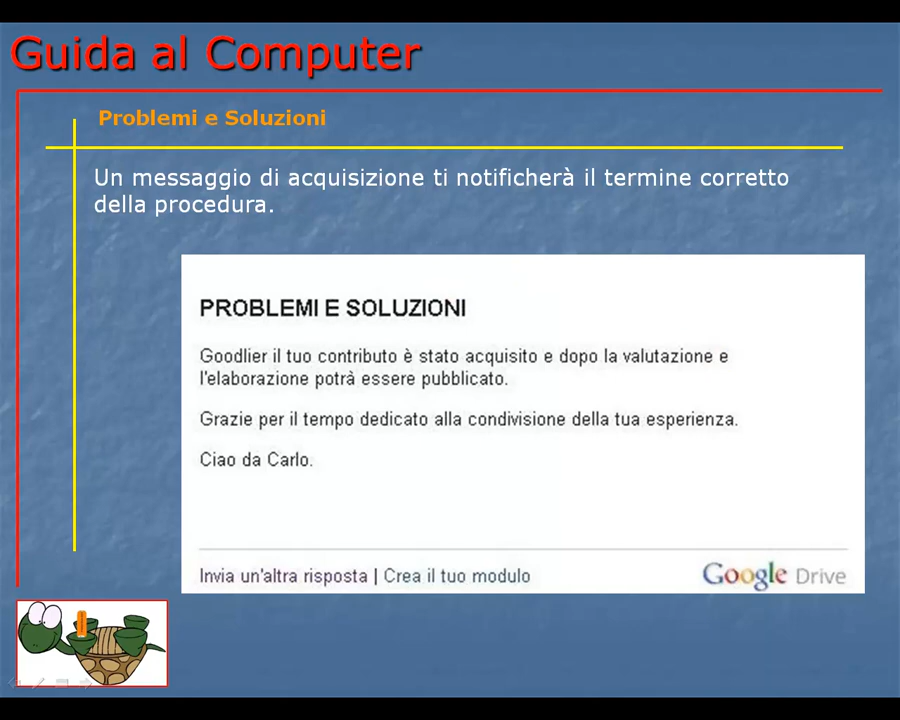 Guida al Computer
Problemi e Soluzioni
Un messaggio di acquisizione ti notificherà il termine corretto
della procedura.
PROBLEMI E SOLUZIONI
Goodlier il tuo contributo è stato acquisito e dopo la valutazione e
l'elaborazione potrà essere pubblicato.
Grazie per il tempo dedicato alla condivisione della tua esperienza.
Ciao da Carlo.
Invia un'altra risposta | Crea il tuo modulo
Google Drive